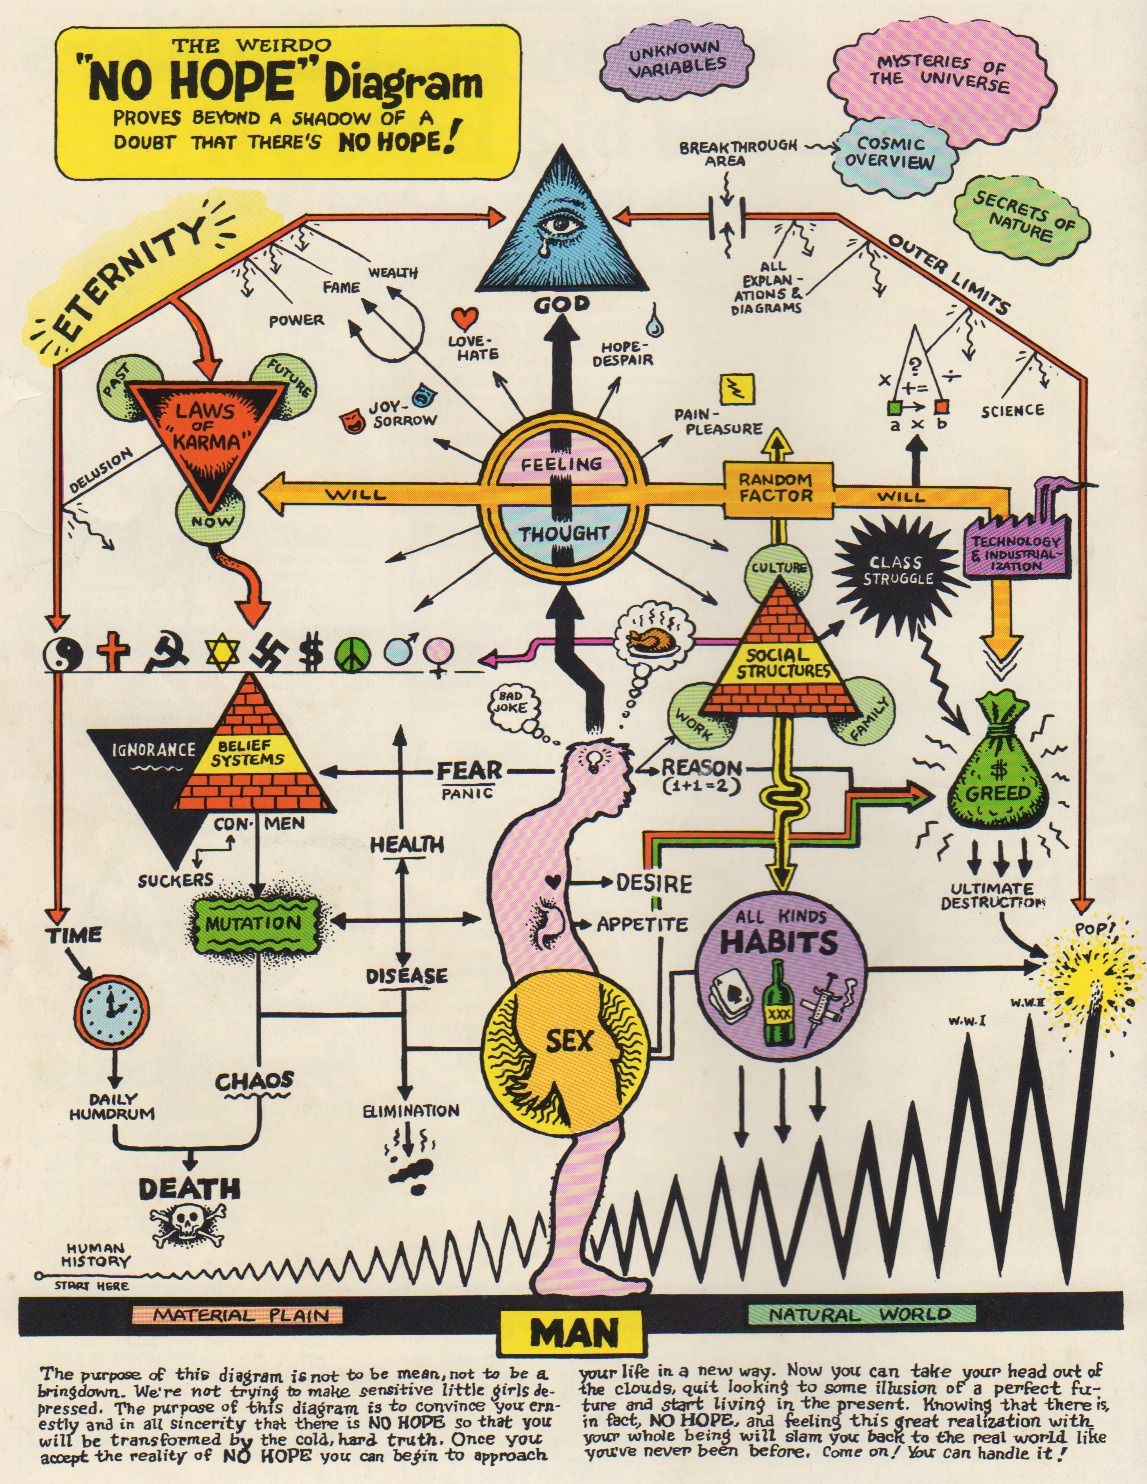 THE WEIRDO
"NO HOPE" Diagram
PROVES BEYOND A SHADOW OF A
DOUBT THAT THERE'S NO HOPE!
UNKNOWN
VARIABLES
MYSTERIES OF
THE UNIVERSE
BREAKTHROUGH
AREA
COSMIC
OVERVIEW
SECRETS OF
NATURE
ETERNITY
OUTER LIMITS
WEALTH
FAME
POWER
GOD
ALL
EXPLAN-
ATIONS &
DIAGRAMS
LOVE-
HATE
HOPE-
DESPAIR
PAST
FUTURE
LAWS
OF
"KARMA"
NOW
DELUSION
JOY-
SORROW
PAIN-
PLEASURE
?
x += ÷
a x b
SCIENCE
FEELING
THOUGHT
WILL
RANDOM
FACTOR
WILL
TECHNOLOGY
& INDUSTRIAL-
IZATION
CULTURE
CLASS
STRUGGLE
$
SOCIAL
STRUCTURES
WORK
FAMILY
BAD
JOKE
IGNORANCE
BELIEF
SYSTEMS
FEAR
PANIC
REASON
(1+1=2)
$
GREED
CON-MEN
SUCKERS
HEALTH
DESIRE
APPETITE
ULTIMATE
DESTRUCTION
MUTATION
ALL KINDS
HABITS
XXX
POP!
TIME
DISEASE
W.W.I
W.W.II
SEX
CHAOS
DAILY
HUMDRUM
ELIMINATION
DEATH
HUMAN
HISTORY
START HERE
MATERIAL PLAIN
MAN
NATURAL WORLD
The purpose of this diagram is not to be mean, not to be a
bringdown. We're not trying to make sensitive little girls de-
pressed. The purpose of this diagram is to convince you ern-
estly and in all sincerity that there is NO HOPE so that you
will be transformed by the cold, hard truth. Once you
accept the reality of NO HOPE you can begin to approach
your life in a new way. Now you can take your head out of
the clouds, quit looking to some illusion of a perfect fu-
ture and start living in the present. Knowing that there is,
in fact, NO HOPE, and feeling this great realization with
your whole being will slam you back to the real world like
you've never been before. Come on! You can handle it!